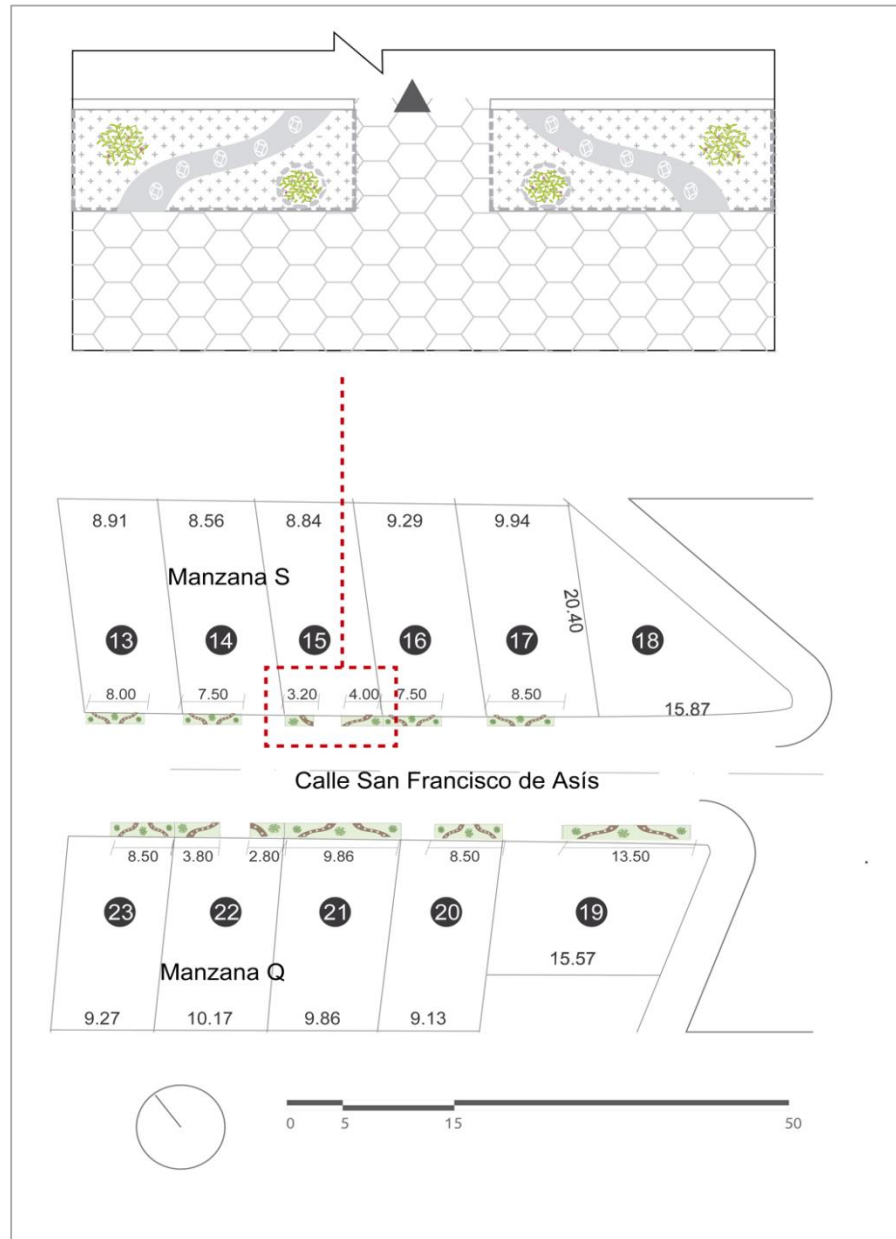 8.91 8.56 8.84 9.29 9.94
Manzana S
20.40
13 14 15 16 17 18
8.00 7.50 3.20 4.00 7.50 8.50
15.87
Calle San Francisco de Asís
8.50 3.80 2.80 9.86 8.50 13.50
23 22 21 20 19
15.57
Manzana Q
9.27 10.17 9.86 9.13
0 5 15 50